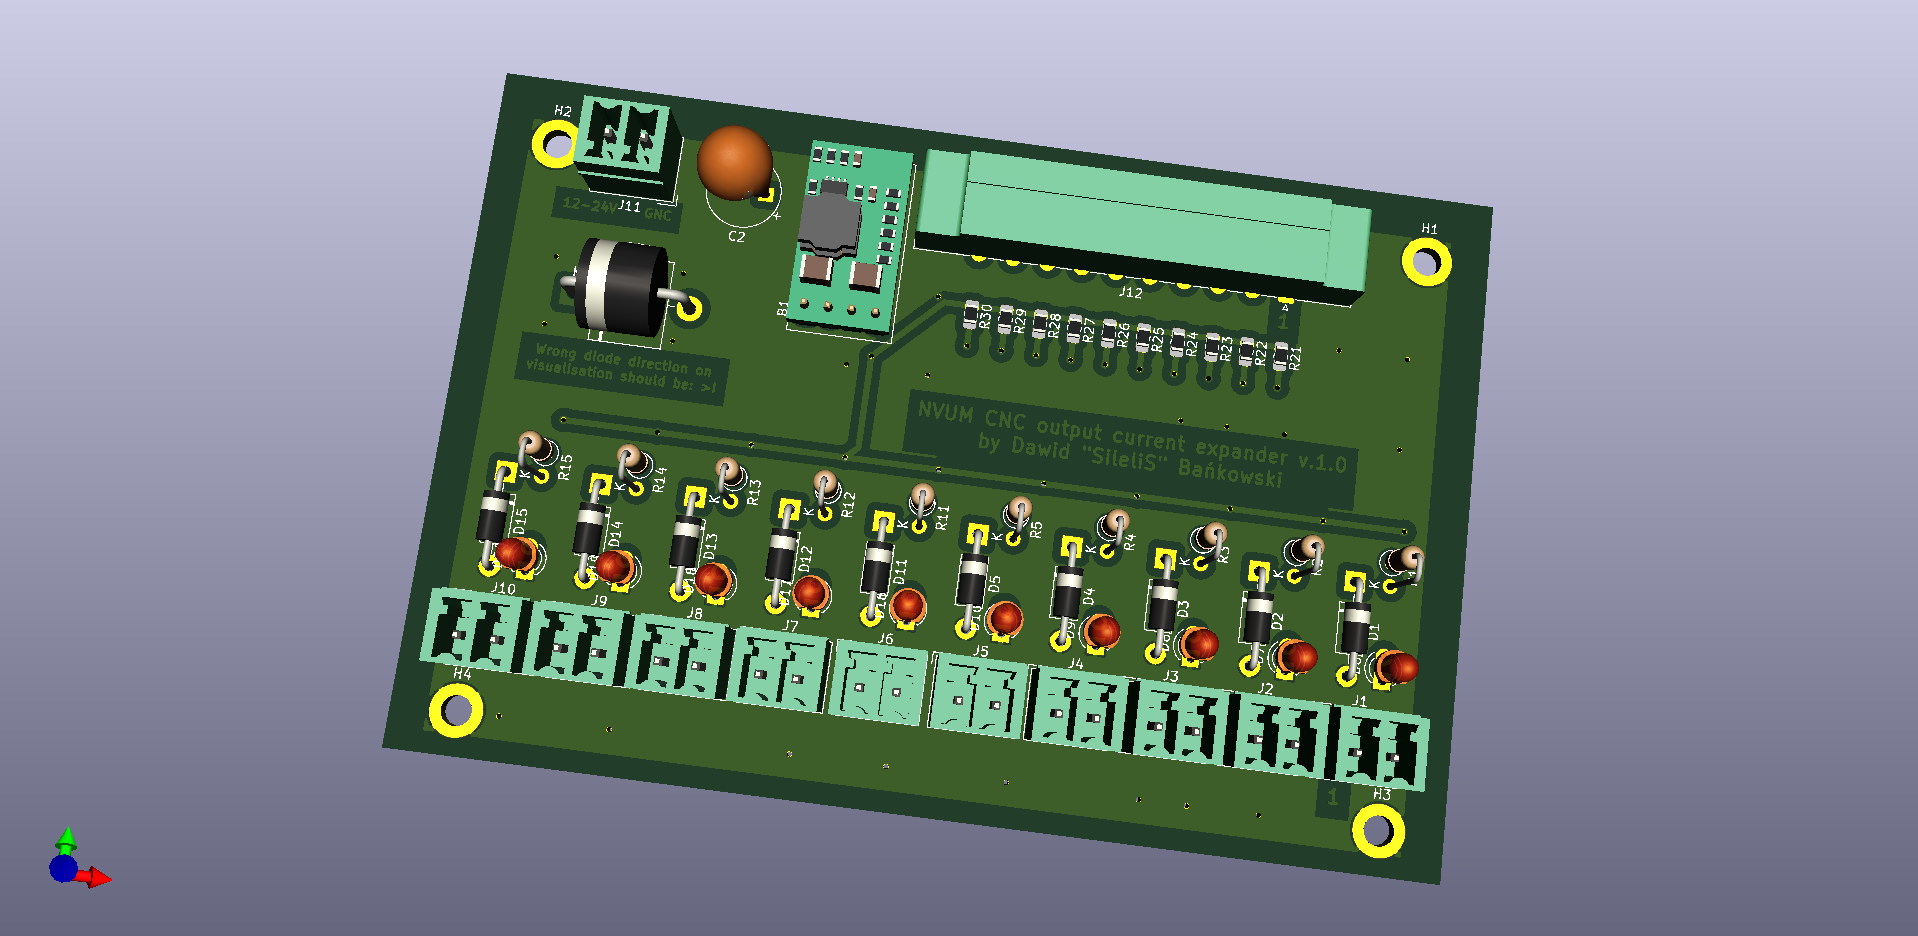 H2
J11
12-24V GNC
C2
+
B1
H1
J12
1
R30 R29 R28 R27 R26 R25 R24 R23 R22 R21
Wrong diode direction on
visualisation should be: >|
NVUM CNC output current expander v.1.0
by Dawid "SileliS" Bańkowski
R15 R14 R13 R12 R11 R5 R4 R3
K K K K K K K K K K
D15 D14 D13 D12 D11 D5 D4 D3 D2 D1
J10 J9 J8 J7 J6 J5 J4 J3 J2 J1
H4
H3
1